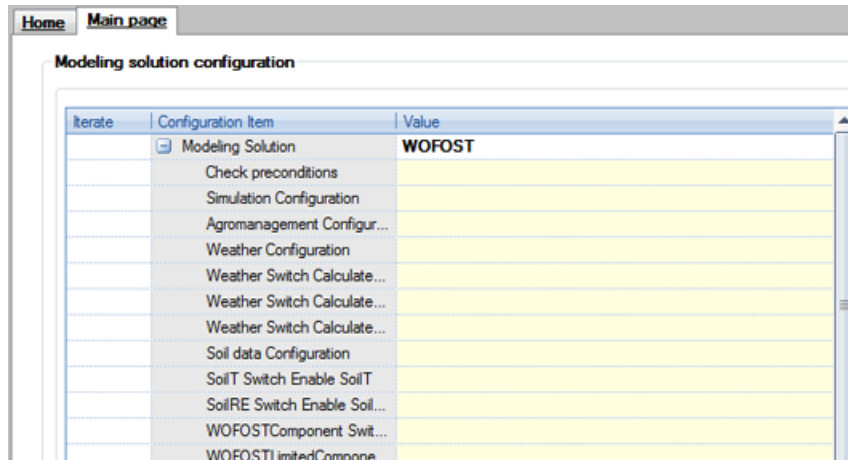 Home Main page
Modeling solution configuration
Iterate Configuration Item Value
Modeling Solution WOFOST
Check preconditions
Simulation Configuration
Agromanagement Configur...
Weather Configuration
Weather Switch Calculate...
Weather Switch Calculate...
Weather Switch Calculate...
Soil data Configuration
SoilT Switch Enable SoilT
SoilRE Switch Enable Soil...
WOFOSTComponent Swit...
WOFOSTLimitedCompone...